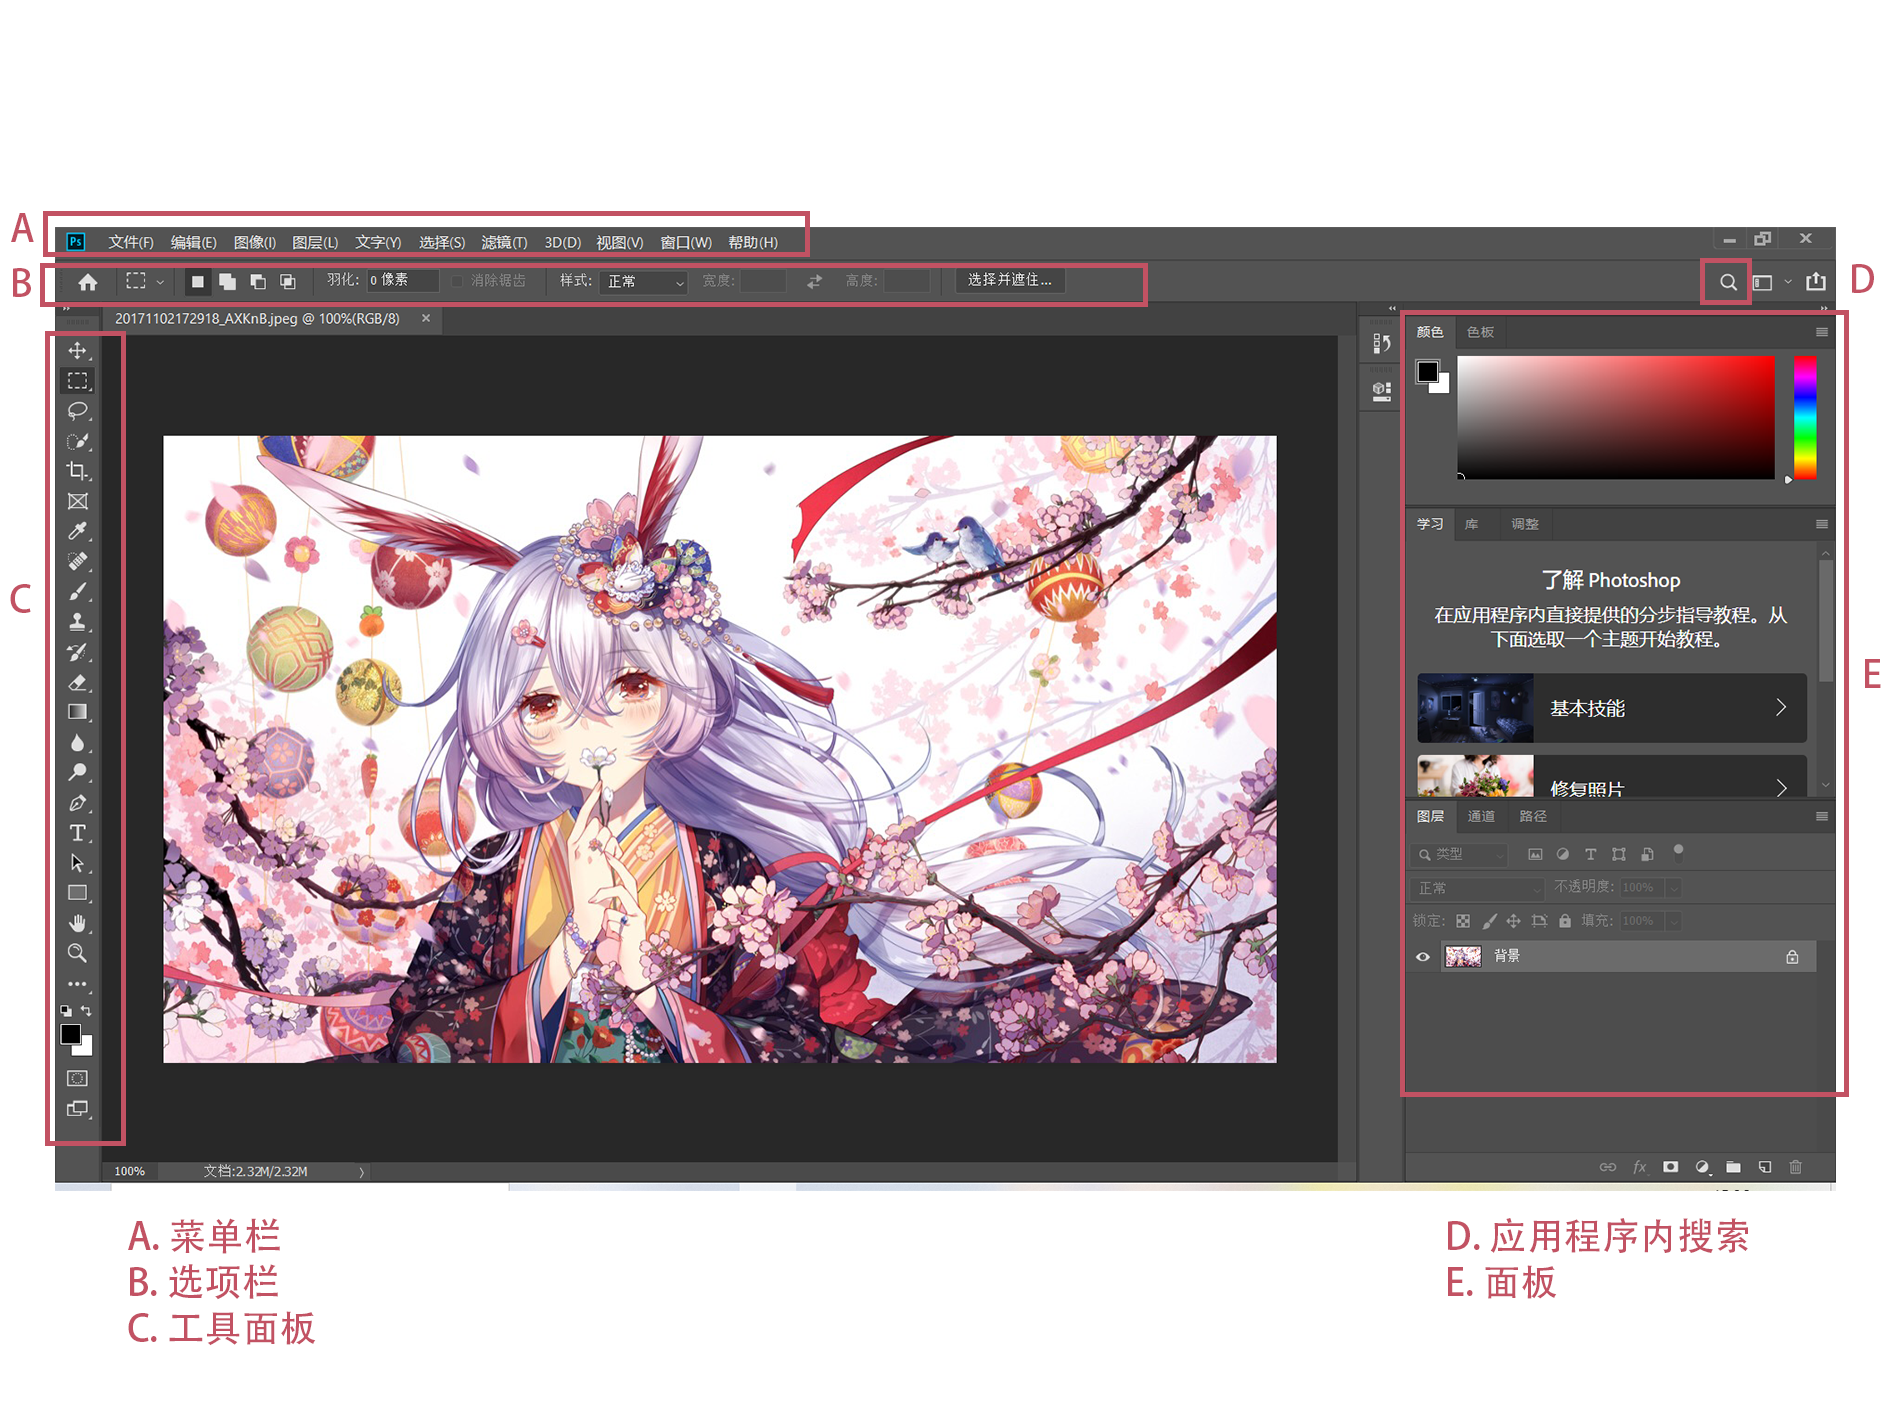 A
Ps 文件(F) 编辑(E) 图像(I) 图层(L) 文字(Y) 选择(S) 滤镜(T) 3D(D) 视图(V) 窗口(W) 帮助(H)
B
羽化: 0 像素 消除锯齿 样式: 正常 宽度: 高度: 选择并遮住...
D
20171102172918_AXKnB.jpeg @ 100%(RGB/8) ×
颜色 色板
学习 库 调整
了解 Photoshop
在应用程序内直接提供的分步指导教程。从
下面选取一个主题开始教程。
C
E
基本技能
修复照片
图层 通道 路径
类型
正常 不透明度: 100%
锁定: 填充: 100%
背景
fx
100% 文档:2.32M/2.32M
A. 菜单栏
B. 选项栏
C. 工具面板
D. 应用程序内搜索
E. 面板